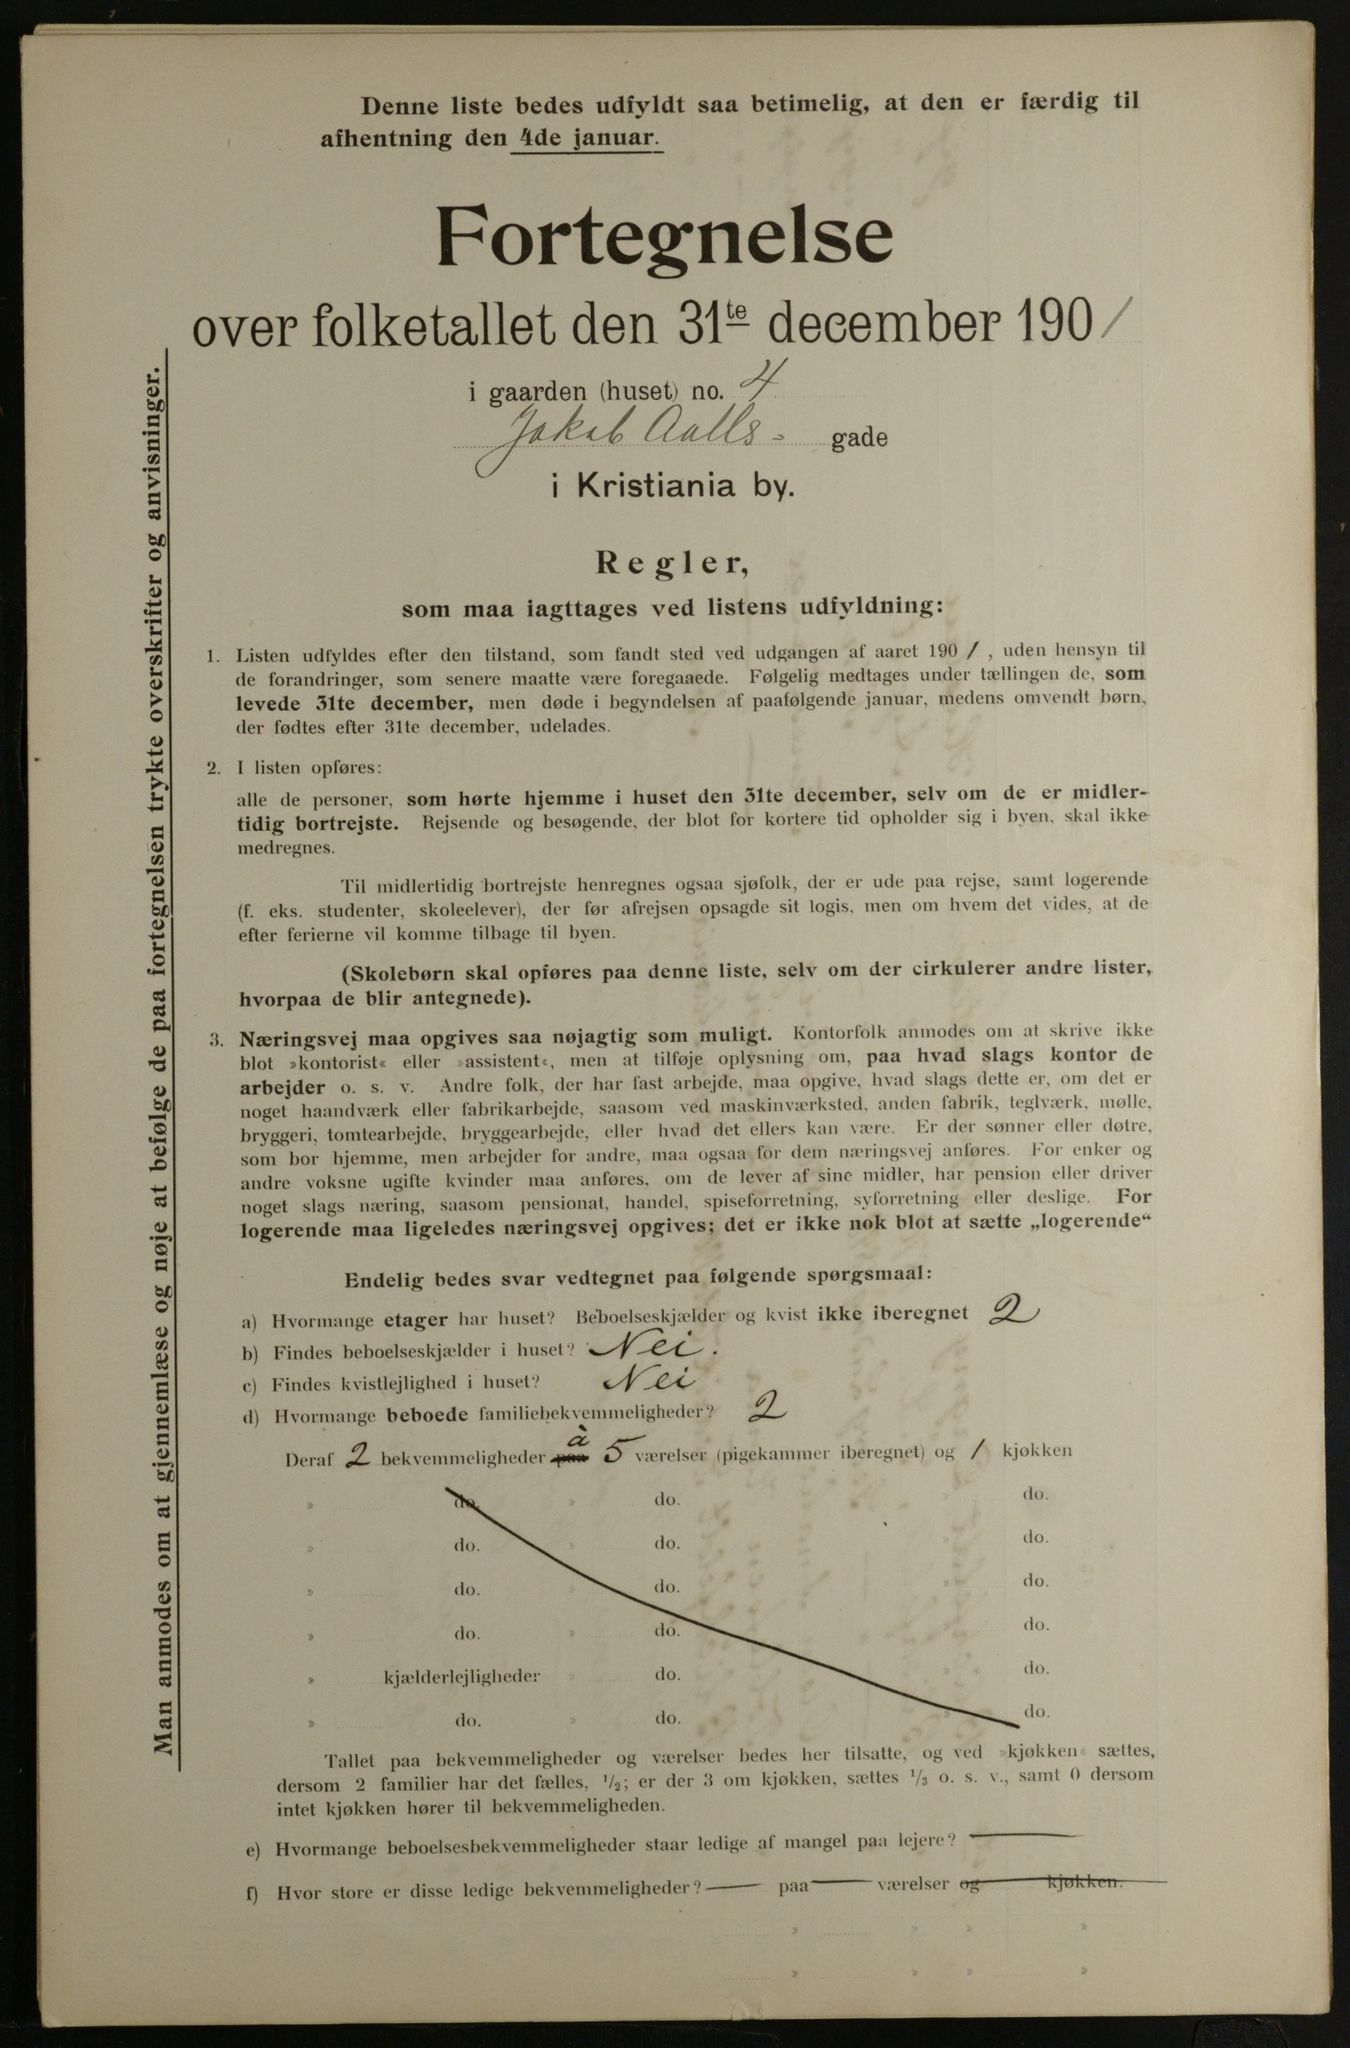 Denne liste bedes udfyldt saa betimelig, at den er færdig til
afhentning den 4de januar.
Fortegnelse
over folketallet den 31te december 1901
i gaarden (huset) no. 4
Jakob Aalls- gade
i Kristiania by.
Regler,
som maa iagttages ved listens udfyldning:
1. Listen udfyldes efter den tilstand, som fandt sted ved udgangen af aaret 190 1, uden hensyn til
de forandringer, som senere maatte være foregaaede. Følgelig medtages under tællingen de, som
levede 31te december, men døde i begyndelsen af paafølgende januar, medens omvendt børn,
der fødtes efter 31te december, udelades.
2. I listen opføres:
alle de personer, som hørte hjemme i huset den 31te december, selv om de er midler-
tidig bortrejste. Rejsende og besøgende, der blot for kortere tid opholder sig i byen, skal ikke
medregnes.
Til midlertidig bortrejste henregnes ogsaa sjøfolk, der er ude paa rejse, samt logerende
(f. eks. studenter, skoleelever), der før afrejsen opsagde sit logis, men om hvem det vides, at de
efter ferierne vil komme tilbage til byen.
(Skolebørn skal opføres paa denne liste, selv om der cirkulerer andre lister,
hvorpaa de blir antegnede).
3. Næringsvej maa opgives saa nøjagtig som muligt. Kontorfolk anmodes om at skrive ikke
blot »kontorist« eller »assistent«, men at tilføje oplysning om, paa hvad slags kontor de
arbejder o. s. v. Andre folk, der har fast arbejde, maa opgive, hvad slags dette er, om det er
noget haandværk eller fabrikarbejde, saasom ved maskinværksted, anden fabrik, teglværk, mølle,
bryggeri, tomtearbejde, bryggearbejde, eller hvad det ellers kan være. Er der sønner eller døtre,
som bor hjemme, men arbejder for andre, maa ogsaa for dem næringsvej anføres. For enker og
andre voksne ugifte kvinder maa anføres, om de lever af sine midler, har pension eller driver
noget slags næring, saasom pensionat, handel, spiseforretning, syforretning eller deslige. For
logerende maa ligeledes næringsvej opgives; det er ikke nok blot at sætte „logerende“
Endelig bedes svar vedtegnet paa følgende spørgsmaal:
a) Hvormange etager har huset? Beboelseskjælder og kvist ikke iberegnet 2
b) Findes beboelseskjælder i huset? Nei.
c) Findes kvistlejlighed i huset? Nei
d) Hvormange beboede familiebekvemmeligheder? 2
à
Deraf 2 bekvemmeligheder paa 5 værelser (pigekammer iberegnet) og 1 kjøkken
» do. » do. » do.
» do. » do. » do.
» do. » do. » do.
» do. » do. » do.
» kjælderlejligheder » do. » do.
» do. » do. » do.
Tallet paa bekvemmeligheder og værelser bedes her tilsatte, og ved »kjøkken« sættes,
dersom 2 familier har det fælles, 1/2; er der 3 om kjøkken, sættes 1/3 o. s. v., samt 0 dersom
intet kjøkken hører til bekvemmeligheden.
e) Hvormange beboelsesbekvemmeligheder staar ledige af mangel paa lejere? —
f) Hvor store er disse ledige bekvemmeligheder? — paa — værelser og kjøkken.
» » » »
» » » »
Man anmodes om at gjennemlæse og nøje at befølge de paa fortegnelsen trykte overskrifter og anvisninger.